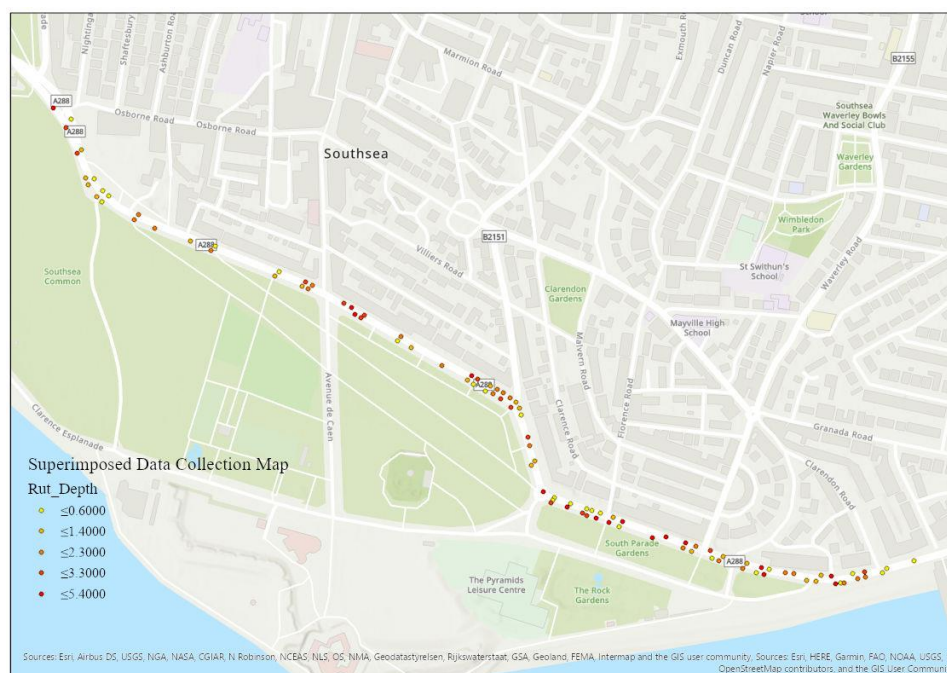 Parade
Nightingale
Shaftesbury
Ashburton Road
Marmion Road
Exmouth R
Duncan Road
Napier Road
School
B2155
A288
A288
Osborne Road
Osborne Road
Southsea
Southsea
Waverley Bowls
And Social Club
Waverley
Gardens
Wimbledon
Park
B2151
A288
Villiers Road
Waverley Road
St Swithun's
School
Southsea
Common
Clarendon
Gardens
Malvern Road
Mayville High
School
Avenue de Caen
A288
Clarence Road
Florence Road
Granada Road
Clarence Esplanade
Clarendon Road
Superimposed Data Collection Map
Rut_Depth
≤0.6000
≤1.4000
≤2.3000
≤3.3000
≤5.4000
South Parade
Gardens
A288
The Pyramids
Leisure Centre
The Rock
Gardens
Sources: Esri, Airbus DS, USGS, NGA, NASA, CGIAR, N Robinson, NCEAS, NLS, OS, NMA, Geodatastyrelsen, Rijkswaterstaat, GSA, Geoland, FEMA, Intermap and the GIS user community, Sources: Esri, HERE, Garmin, FAO, NOAA, USGS,
OpenStreetMap contributors, and the GIS User Communi